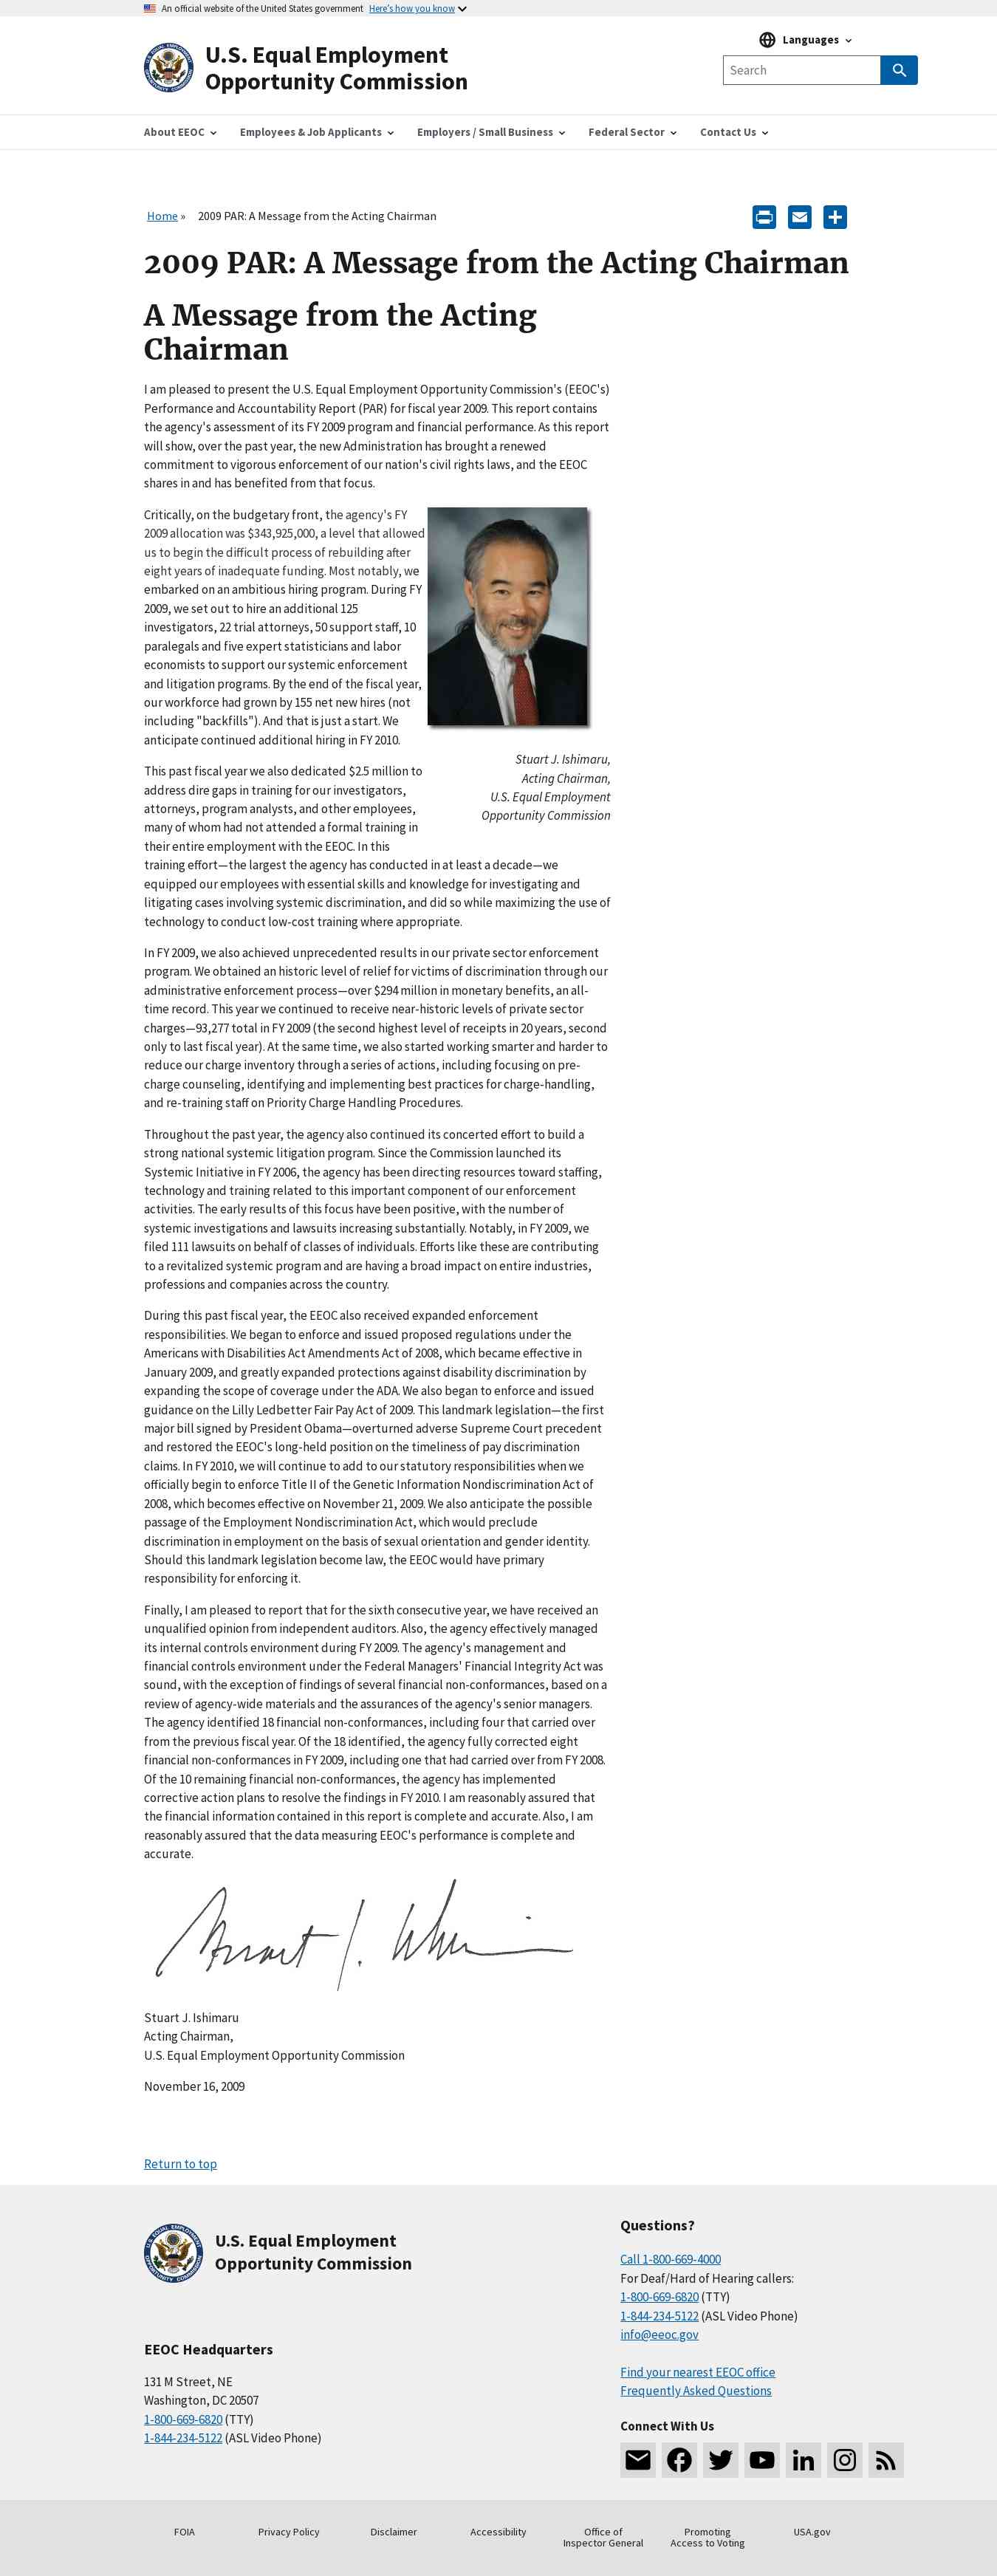 An official website of the United States government Here's how you know
U.S. Equal Employment
Opportunity Commission
Languages
Search
About EEOC
Employees & Job Applicants
Employers / Small Business
Federal Sector
Contact Us
Home » 2009 PAR: A Message from the Acting Chairman
2009 PAR: A Message from the Acting Chairman
A Message from the Acting
Chairman
I am pleased to present the U.S. Equal Employment Opportunity Commission's (EEOC's)
Performance and Accountability Report (PAR) for fiscal year 2009. This report contains
the agency's assessment of its FY 2009 program and financial performance. As this report
will show, over the past year, the new Administration has brought a renewed
commitment to vigorous enforcement of our nation's civil rights laws, and the EEOC
shares in and has benefited from that focus.
Critically, on the budgetary front, the agency's FY
2009 allocation was $343,925,000, a level that allowed
us to begin the difficult process of rebuilding after
eight years of inadequate funding. Most notably, we
embarked on an ambitious hiring program. During FY
2009, we set out to hire an additional 125
investigators, 22 trial attorneys, 50 support staff, 10
paralegals and five expert statisticians and labor
economists to support our systemic enforcement
and litigation programs. By the end of the fiscal year,
our workforce had grown by 155 net new hires (not
including "backfills"). And that is just a start. We
anticipate continued additional hiring in FY 2010.
Stuart J. Ishimaru,
Acting Chairman,
U.S. Equal Employment
Opportunity Commission
This past fiscal year we also dedicated $2.5 million to
address dire gaps in training for our investigators,
attorneys, program analysts, and other employees,
many of whom had not attended a formal training in
their entire employment with the EEOC. In this
training effort—the largest the agency has conducted in at least a decade—we
equipped our employees with essential skills and knowledge for investigating and
litigating cases involving systemic discrimination, and did so while maximizing the use of
technology to conduct low-cost training where appropriate.
In FY 2009, we also achieved unprecedented results in our private sector enforcement
program. We obtained an historic level of relief for victims of discrimination through our
administrative enforcement process—over $294 million in monetary benefits, an all-
time record. This year we continued to receive near-historic levels of private sector
charges—93,277 total in FY 2009 (the second highest level of receipts in 20 years, second
only to last fiscal year). At the same time, we also started working smarter and harder to
reduce our charge inventory through a series of actions, including focusing on pre-
charge counseling, identifying and implementing best practices for charge-handling,
and re-training staff on Priority Charge Handling Procedures.
Throughout the past year, the agency also continued its concerted effort to build a
strong national systemic litigation program. Since the Commission launched its
Systemic Initiative in FY 2006, the agency has been directing resources toward staffing,
technology and training related to this important component of our enforcement
activities. The early results of this focus have been positive, with the number of
systemic investigations and lawsuits increasing substantially. Notably, in FY 2009, we
filed 111 lawsuits on behalf of classes of individuals. Efforts like these are contributing
to a revitalized systemic program and are having a broad impact on entire industries,
professions and companies across the country.
During this past fiscal year, the EEOC also received expanded enforcement
responsibilities. We began to enforce and issued proposed regulations under the
Americans with Disabilities Act Amendments Act of 2008, which became effective in
January 2009, and greatly expanded protections against disability discrimination by
expanding the scope of coverage under the ADA. We also began to enforce and issued
guidance on the Lilly Ledbetter Fair Pay Act of 2009. This landmark legislation—the first
major bill signed by President Obama—overturned adverse Supreme Court precedent
and restored the EEOC's long-held position on the timeliness of pay discrimination
claims. In FY 2010, we will continue to add to our statutory responsibilities when we
officially begin to enforce Title II of the Genetic Information Nondiscrimination Act of
2008, which becomes effective on November 21, 2009. We also anticipate the possible
passage of the Employment Nondiscrimination Act, which would preclude
discrimination in employment on the basis of sexual orientation and gender identity.
Should this landmark legislation become law, the EEOC would have primary
responsibility for enforcing it.
Finally, I am pleased to report that for the sixth consecutive year, we have received an
unqualified opinion from independent auditors. Also, the agency effectively managed
its internal controls environment during FY 2009. The agency's management and
financial controls environment under the Federal Managers' Financial Integrity Act was
sound, with the exception of findings of several financial non-conformances, based on a
review of agency-wide materials and the assurances of the agency's senior managers.
The agency identified 18 financial non-conformances, including four that carried over
from the previous fiscal year. Of the 18 identified, the agency fully corrected eight
financial non-conformances in FY 2009, including one that had carried over from FY 2008.
Of the 10 remaining financial non-conformances, the agency has implemented
corrective action plans to resolve the findings in FY 2010. I am reasonably assured that
the financial information contained in this report is complete and accurate. Also, I am
reasonably assured that the data measuring EEOC's performance is complete and
accurate.
Stuart J. Ishimaru
Acting Chairman,
U.S. Equal Employment Opportunity Commission
November 16, 2009
Return to top
U.S. Equal Employment
Opportunity Commission
EEOC Headquarters
131 M Street, NE
Washington, DC 20507
1-800-669-6820 (TTY)
1-844-234-5122 (ASL Video Phone)
Questions?
Call 1-800-669-4000
For Deaf/Hard of Hearing callers:
1-800-669-6820 (TTY)
1-844-234-5122 (ASL Video Phone)
info@eeoc.gov
Find your nearest EEOC office
Frequently Asked Questions
Connect With Us
FOIA
Privacy Policy
Disclaimer
Accessibility
Office of
Inspector General
Promoting
Access to Voting
USA.gov